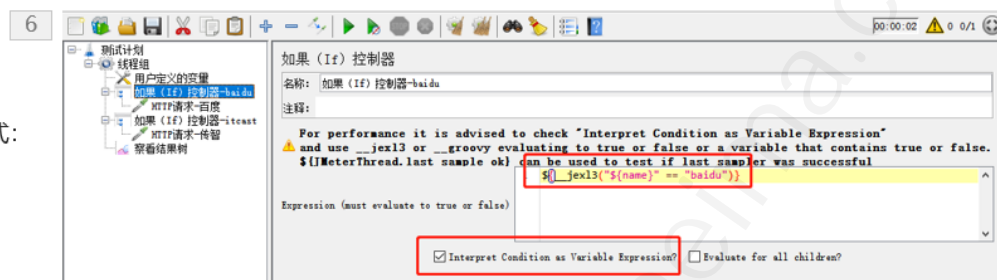 6
00:00:02 0 0/1
式:
测试计划
线程组
用户定义的变量
如果（If）控制器-baidu
HTTP请求-百度
如果（If）控制器-itcast
HTTP请求-传智
察看结果树
如果（If）控制器
名称: 如果（If）控制器-baidu
注释:
For performance it is advised to check "Interpret Condition as Variable Expression"
and use __jexl3 or __groovy evaluating to true or false or a variable that contains true or false.
${JMeterThread.last_sample_ok} can be used to test if last sampler was successful
Expression (must evaluate to true or false)
${__jexl3("${name}" == "baidu")}
Interpret Condition as Variable Expression? Evaluate for all children?